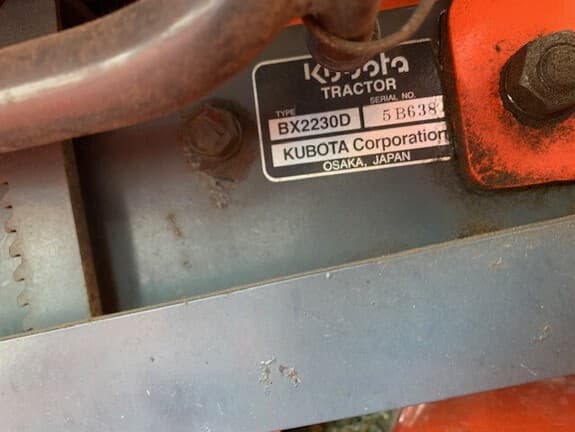 Kubota
TRACTOR
TYPE SERIAL NO.
BX2230D 5B638
KUBOTA Corporation
OSAKA, JAPAN